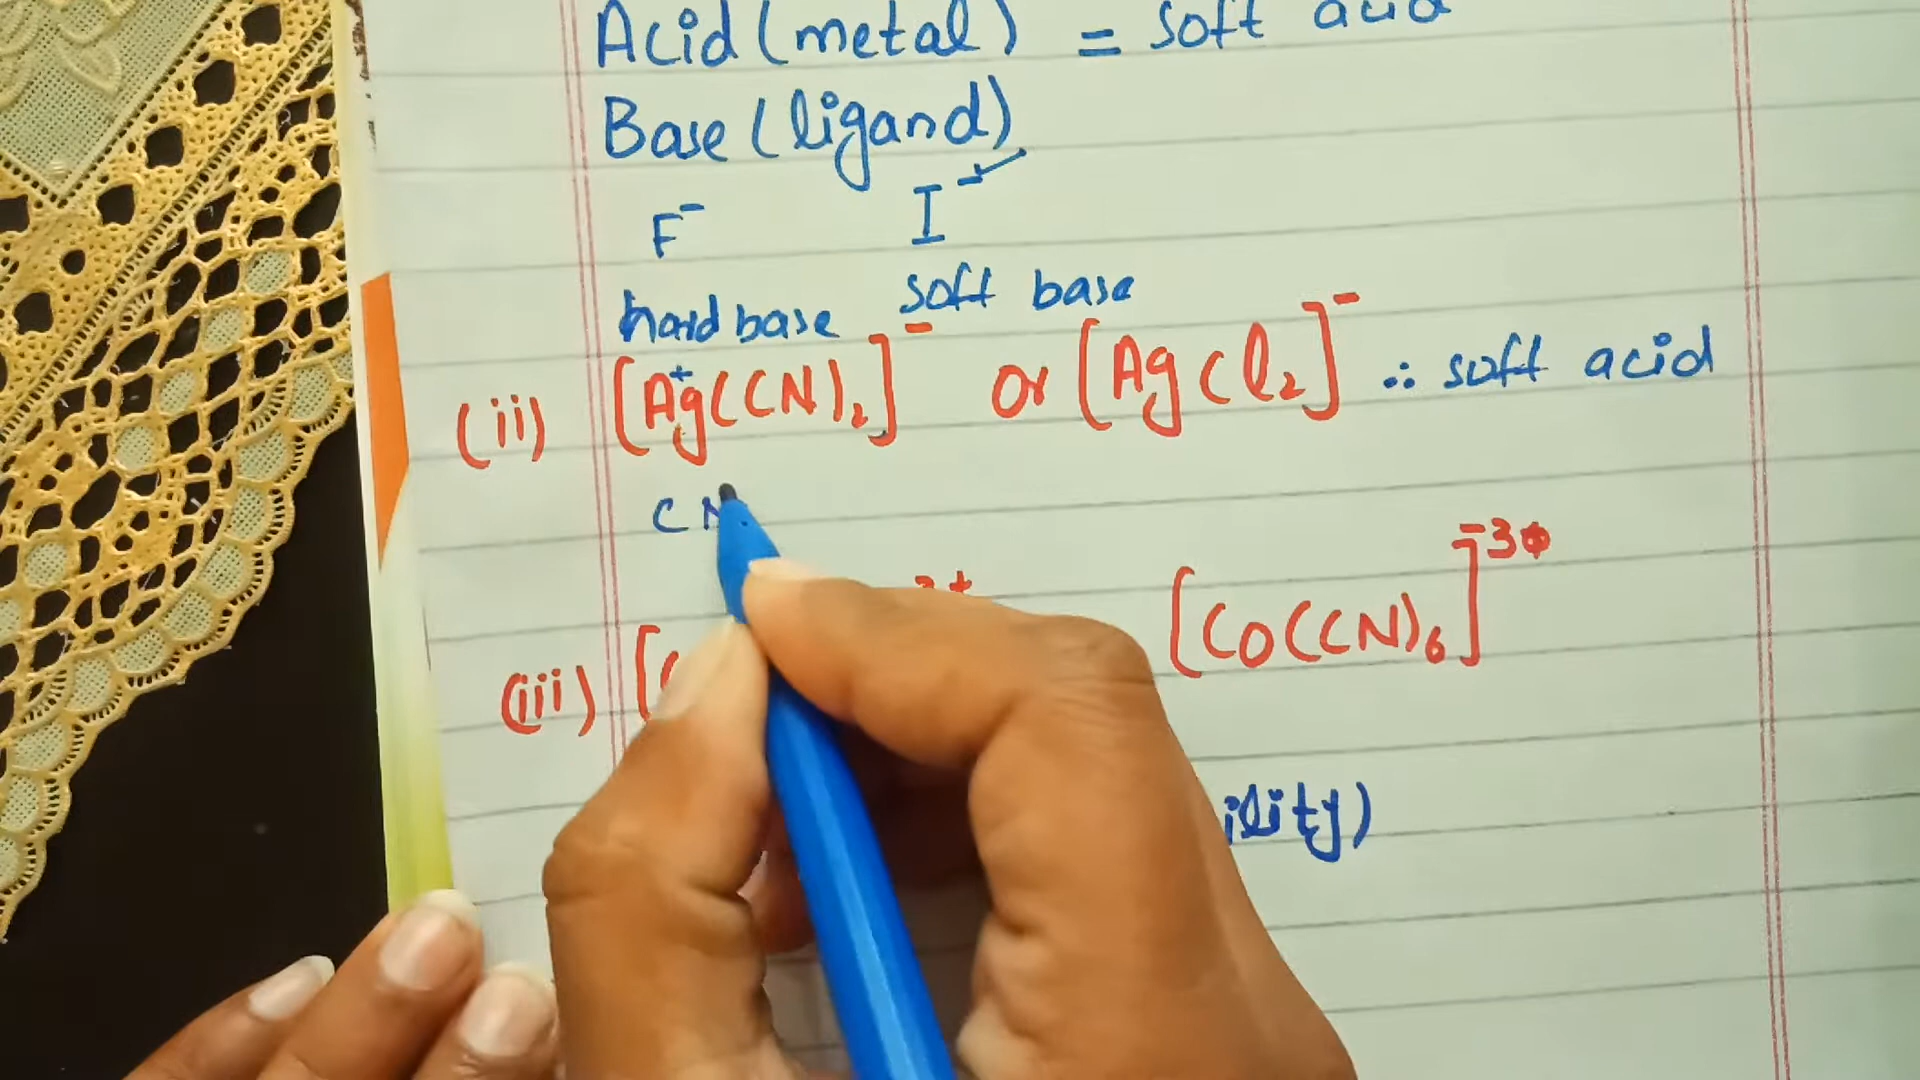 Acid (metal) = soft acid
Base (ligand)
F⁻ I⁻
hard base soft base
(ii) [Ag⁺(CN)₂]⁻ or [AgCl₂]⁻ ∴ soft acid
CN
(iii) [ [Co(CN)₆]⁻³
ility)